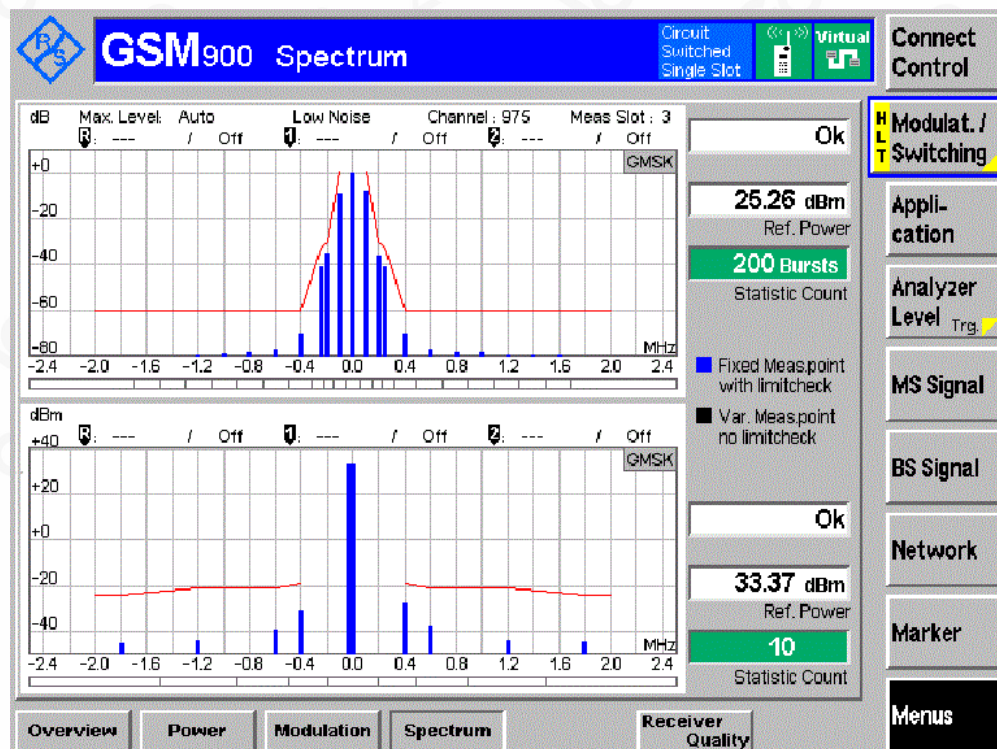 R/S
GSM900 Spectrum
Circuit
Switched
Single Slot
Virtual
Connect
Control
HLT
Modulat. /
Switching
Appli-
cation
Analyzer
Level Trg.
MS Signal
BS Signal
Network
Marker
Menus
dB Max. Level: Auto Low Noise Channel : 975 Meas Slot : 3
R: --- / Off 1: --- / Off 2: --- / Off
GMSK
+0
-20
-40
-60
-80
MHz
-2.4 -2.0 -1.6 -1.2 -0.8 -0.4 0.0 0.4 0.8 1.2 1.6 2.0 2.4
Ok
25.26 dBm
Ref. Power
200 Bursts
Statistic Count
Fixed Meas.point
with limitcheck
Var. Meas.point
no limitcheck
dBm
R: --- / Off 1: --- / Off 2: --- / Off
GMSK
+40
+20
+0
-20
-40
MHz
-2.4 -2.0 -1.6 -1.2 -0.8 -0.4 0.0 0.4 0.8 1.2 1.6 2.0 2.4
Ok
33.37 dBm
Ref. Power
10
Statistic Count
Overview
Power
Modulation
Spectrum
Receiver
Quality